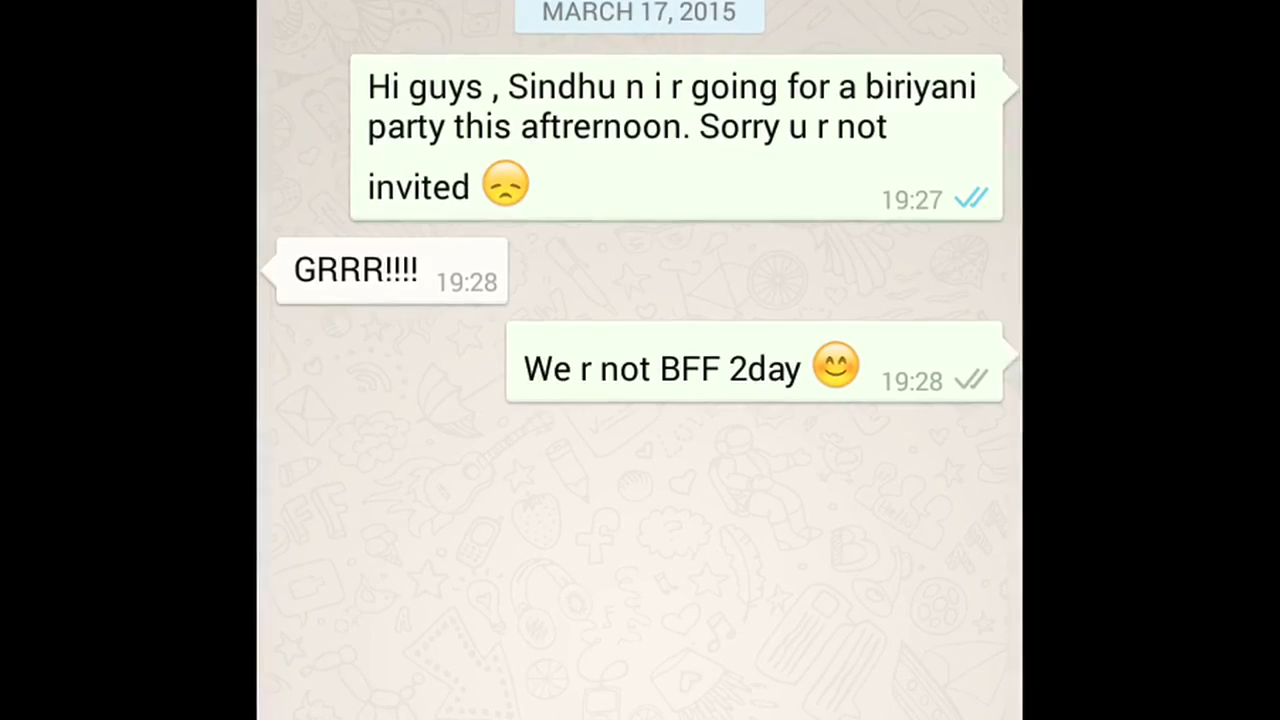 MARCH 17, 2015
Hi guys , Sindhu n i r going for a biriyani
party this aftrernoon. Sorry u r not
invited 😞 19:27
GRRR!!!! 19:28
We r not BFF 2day 😊 19:28